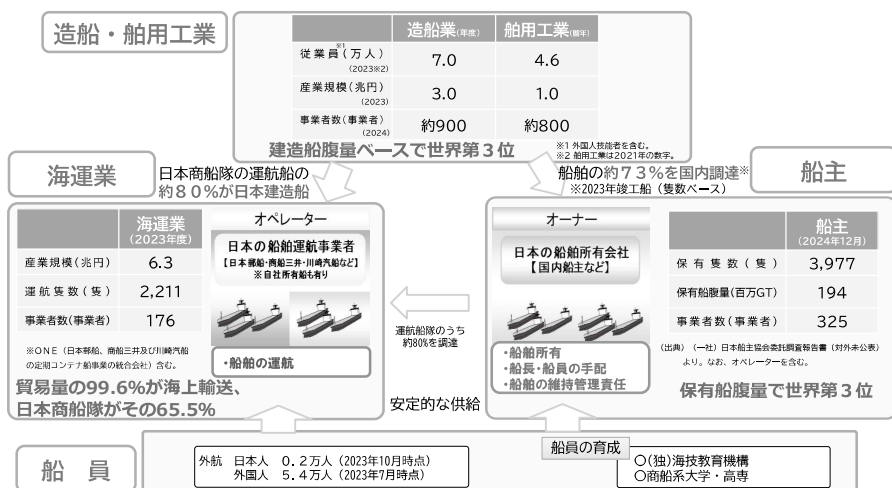 造船・舶用工業
造船業(年度) 舶用工業(暦年)
従業員※1(万人)(2023※2) 7.0 4.6
産業規模(兆円)(2023) 3.0 1.0
事業者数(事業者)(2024) 約900 約800
建造船腹量ベースで世界第3位
※1 外国人技能者を含む。
※2 舶用工業は2021年の数字。
海運業
日本商船隊の運航船の
約80%が日本建造船
船舶の約73%を国内調達※
※2023年竣工船(隻数ベース)
船主
海運業
(2023年度)
産業規模(兆円) 6.3
運航隻数(隻) 2,211
事業者数(事業者) 176
※ONE(日本郵船、商船三井及び川崎汽船
の定期コンテナ船事業の統合会社)含む。
貿易量の99.6%が海上輸送、
日本商船隊がその65.5%
オペレーター
日本の船舶運航事業者
【日本郵船・商船三井・川崎汽船など】
※自社所有船も有り
・船舶の運航
運航船隊のうち
約80%を調達
オーナー
日本の船舶所有会社
【国内船主など】
・船舶所有
・船長・船員の手配
・船舶の維持管理責任
船主
(2024年12月)
保有隻数(隻) 3,977
保有船腹量(百万GT) 194
事業者数(事業者) 325
(出典)(一社)日本船主協会委託調査報告書(対外未公表)
より。なお、オペレーターを含む。
保有船腹量で世界第3位
安定的な供給
船員
外航 日本人 0.2万人(2023年10月時点)
外国人 5.4万人(2023年7月時点)
船員の育成
○(独)海技教育機構
○商船系大学・高専